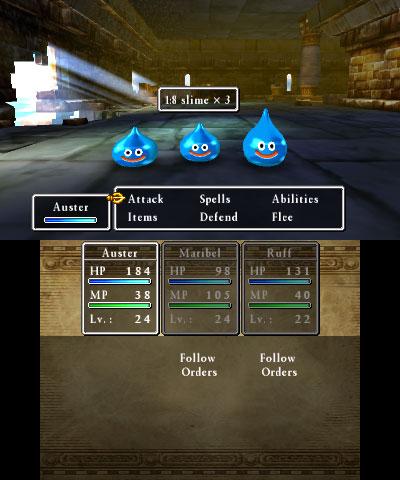 1:8 slime × 3
Auster
Attack Spells Abilities
Items Defend Flee
Auster Maribel Ruff
HP 184 HP 98 HP 131
MP 38 MP 105 MP 40
Lv.: 24 Lv.: 24 Lv.: 22
Follow Orders
Follow Orders